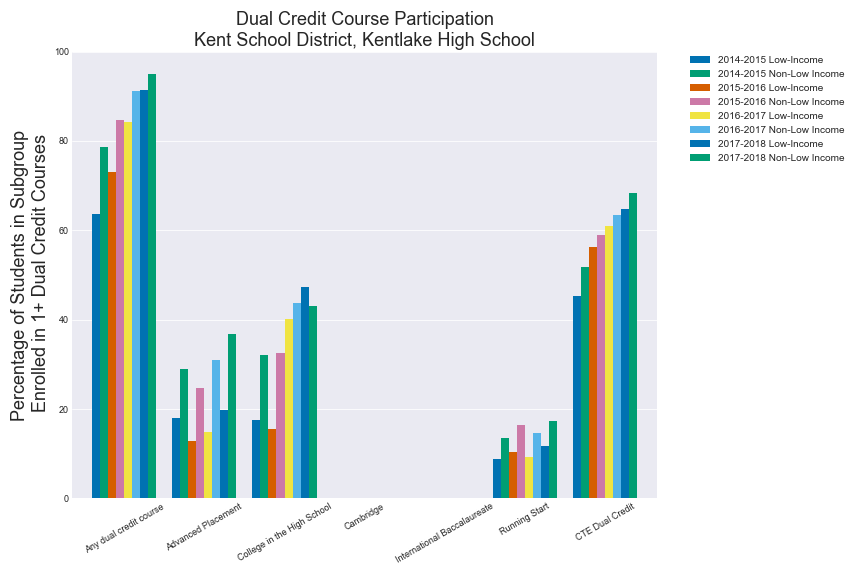 Dual Credit Course Participation
Kent School District, Kentlake High School
Percentage of Students in Subgroup
Enrolled in 1+ Dual Credit Courses
100
80
60
40
20
0
Any dual credit course
Advanced Placement
College in the High School
Cambridge
International Baccalaureate
Running Start
CTE Dual Credit
2014-2015 Low-Income
2014-2015 Non-Low Income
2015-2016 Low-Income
2015-2016 Non-Low Income
2016-2017 Low-Income
2016-2017 Non-Low Income
2017-2018 Low-Income
2017-2018 Non-Low Income